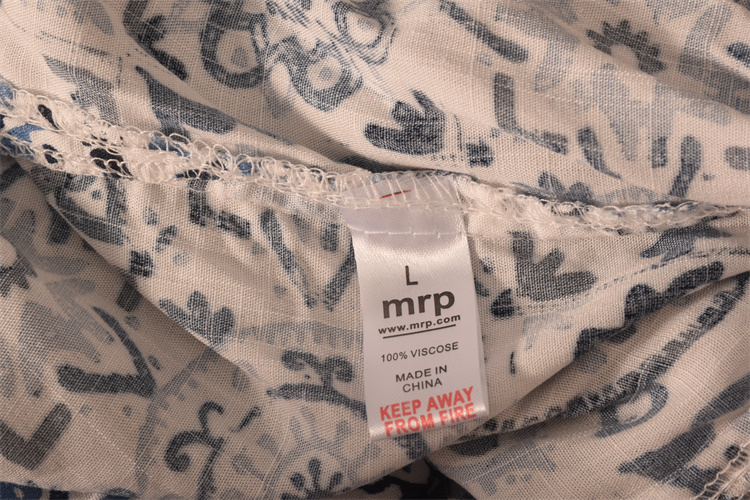 L
mrp
www.mrp.com
100% VISCOSE
MADE IN
CHINA
KEEP AWAY
FROM FIRE